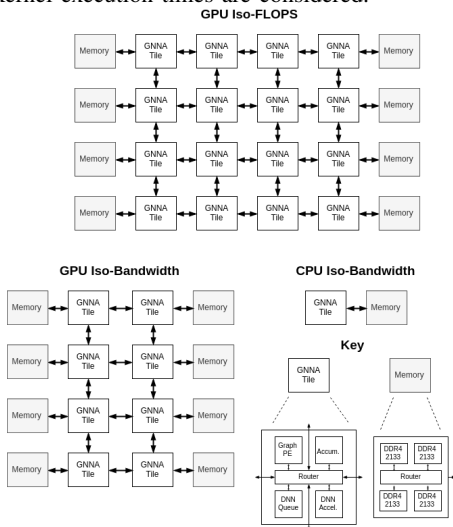 kernel execution times are considered.
GPU Iso-FLOPS
Memory GNNA Tile GNNA Tile GNNA Tile GNNA Tile Memory
Memory GNNA Tile GNNA Tile GNNA Tile GNNA Tile Memory
Memory GNNA Tile GNNA Tile GNNA Tile GNNA Tile Memory
Memory GNNA Tile GNNA Tile GNNA Tile GNNA Tile Memory
GPU Iso-Bandwidth
Memory GNNA Tile GNNA Tile Memory
Memory GNNA Tile GNNA Tile Memory
Memory GNNA Tile GNNA Tile Memory
Memory GNNA Tile GNNA Tile Memory
CPU Iso-Bandwidth
GNNA Tile Memory
Key
GNNA Tile
Graph PE
Accum.
Router
DNN Queue
DNN Accel.
Memory
DDR4 2133
DDR4 2133
Router
DDR4 2133
DDR4 2133